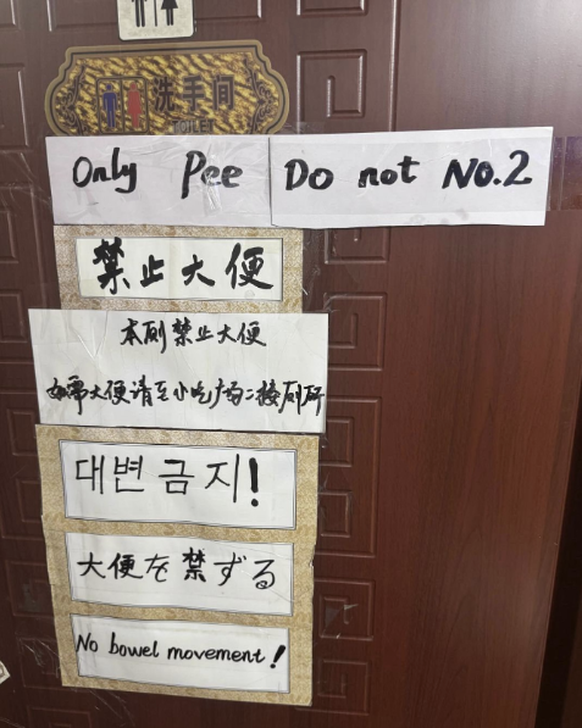 洗手间
TOILET
Only Pee Do not No.2
禁止大便
本厕禁止大便
如需大便请至小吃广场二楼厕所
대변금지!
大便を禁ずる
No bowel movement!